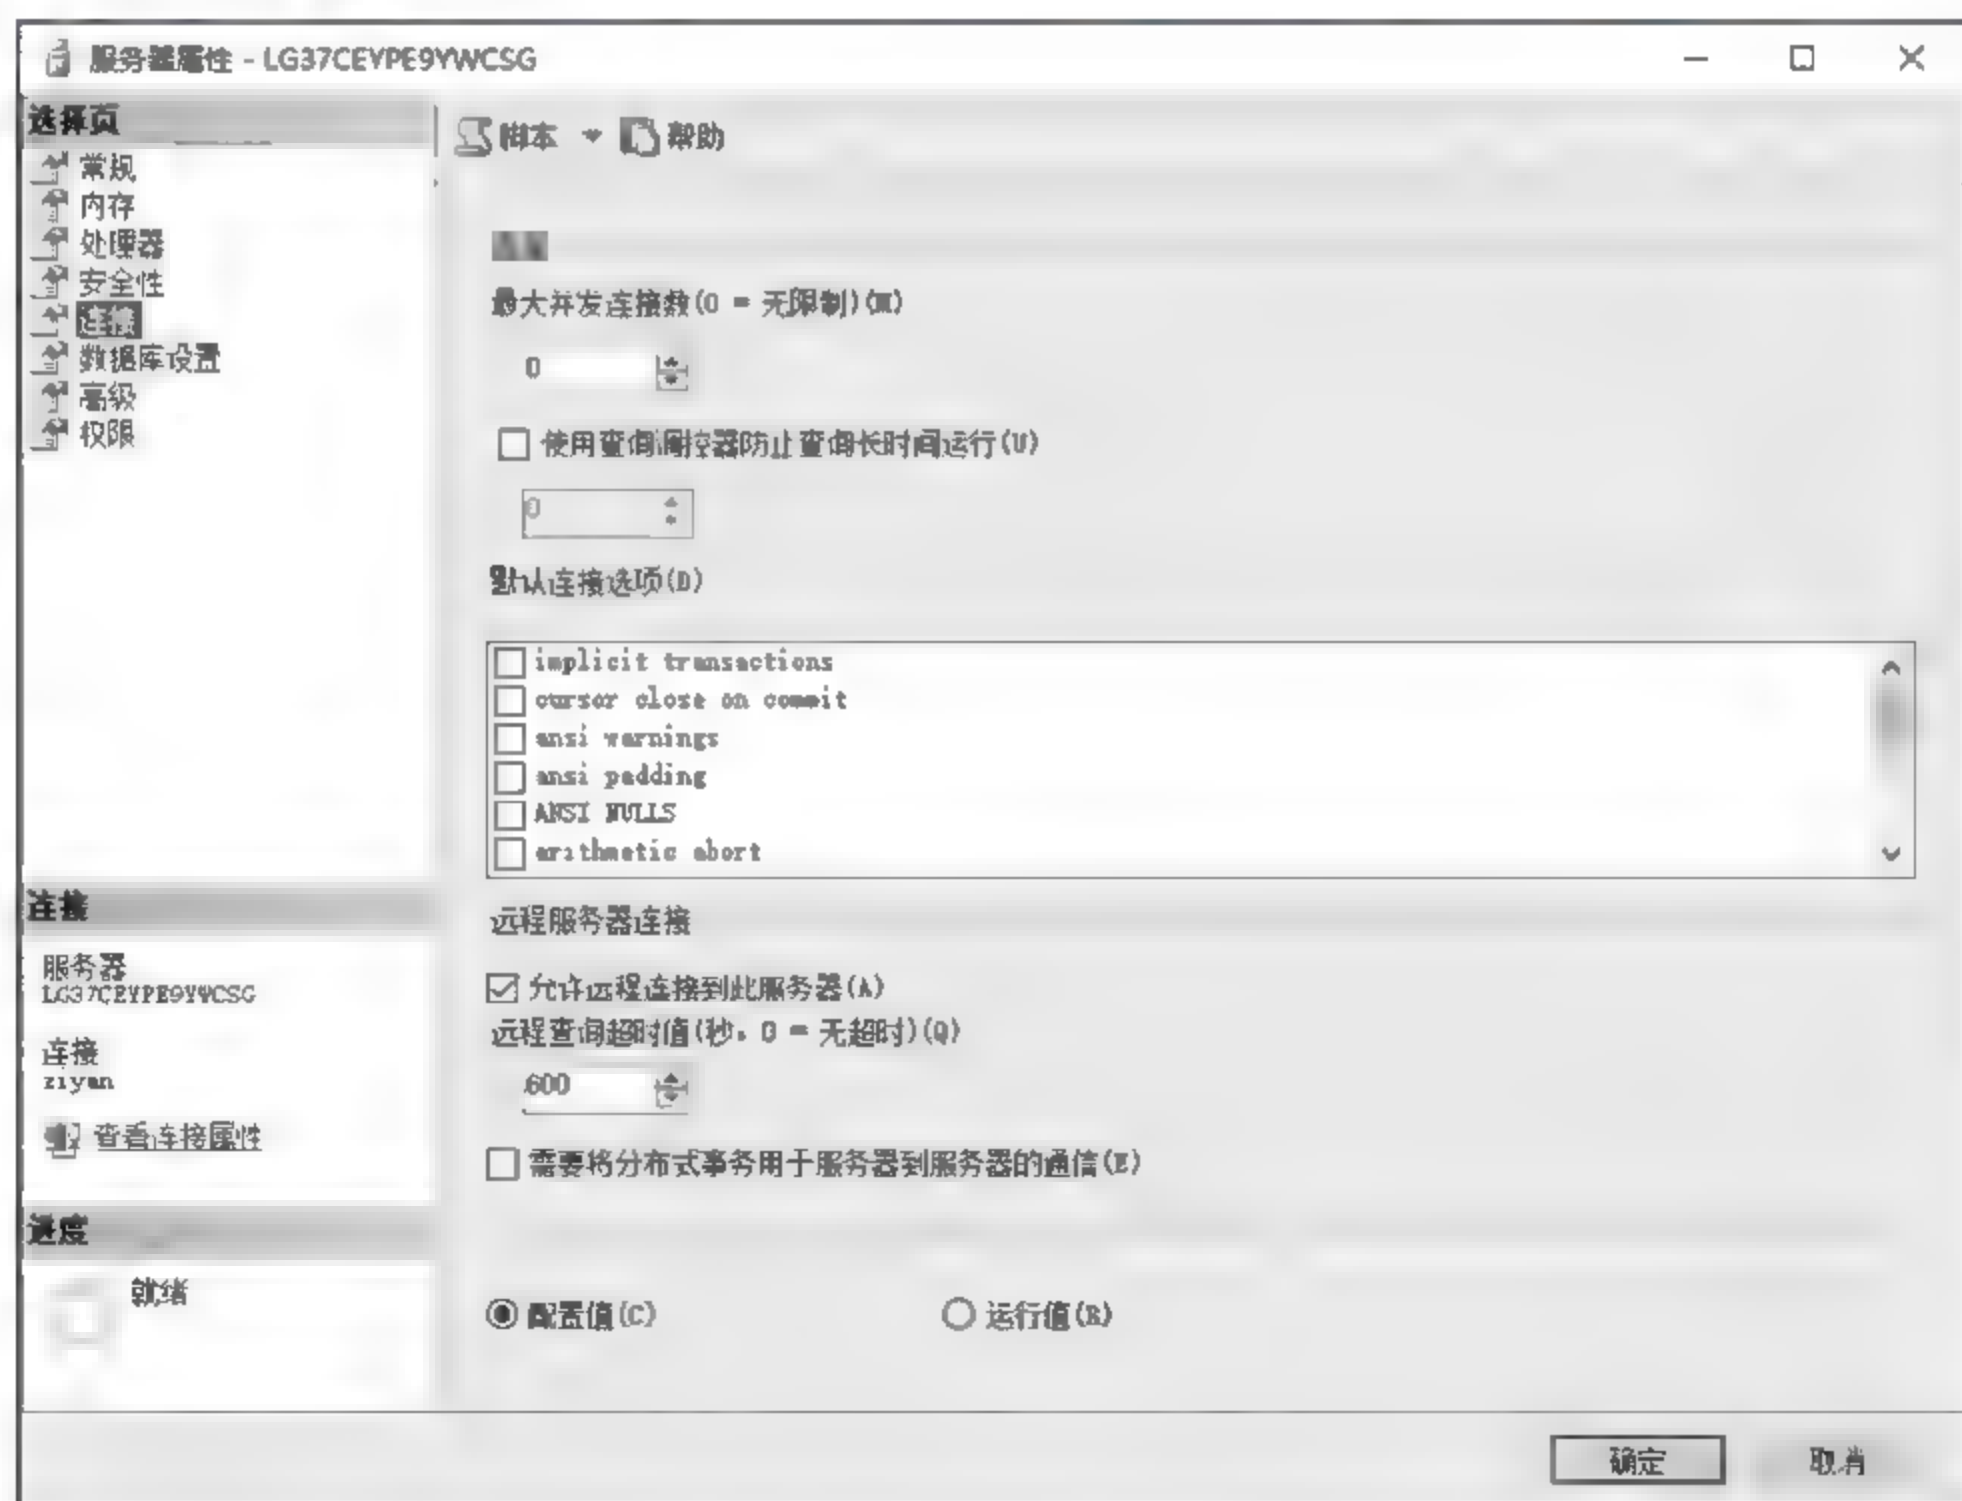 服务器属性 - LG37CEYPE9YWCSG
选择页
常规
内存
处理器
安全性
连接
数据库设置
高级
权限
脚本 帮助
最大并发连接数(0 = 无限制)(M)
0
使用查询调控器防止查询长时间运行(U)
0
默认连接选项(D)
implicit transactions
cursor close on commit
ansi warnings
ansi padding
ANSI NULLS
arithmetic abort
远程服务器连接
允许远程连接到此服务器(A)
远程查询超时值(秒，0 = 无超时)(Q)
600
需要将分布式事务用于服务器到服务器的通信(E)
配置值(C) 运行值(R)
连接
服务器
LG37CEYPE9YWCSG
连接
ziyan
查看连接属性
进度
就绪
确定 取消